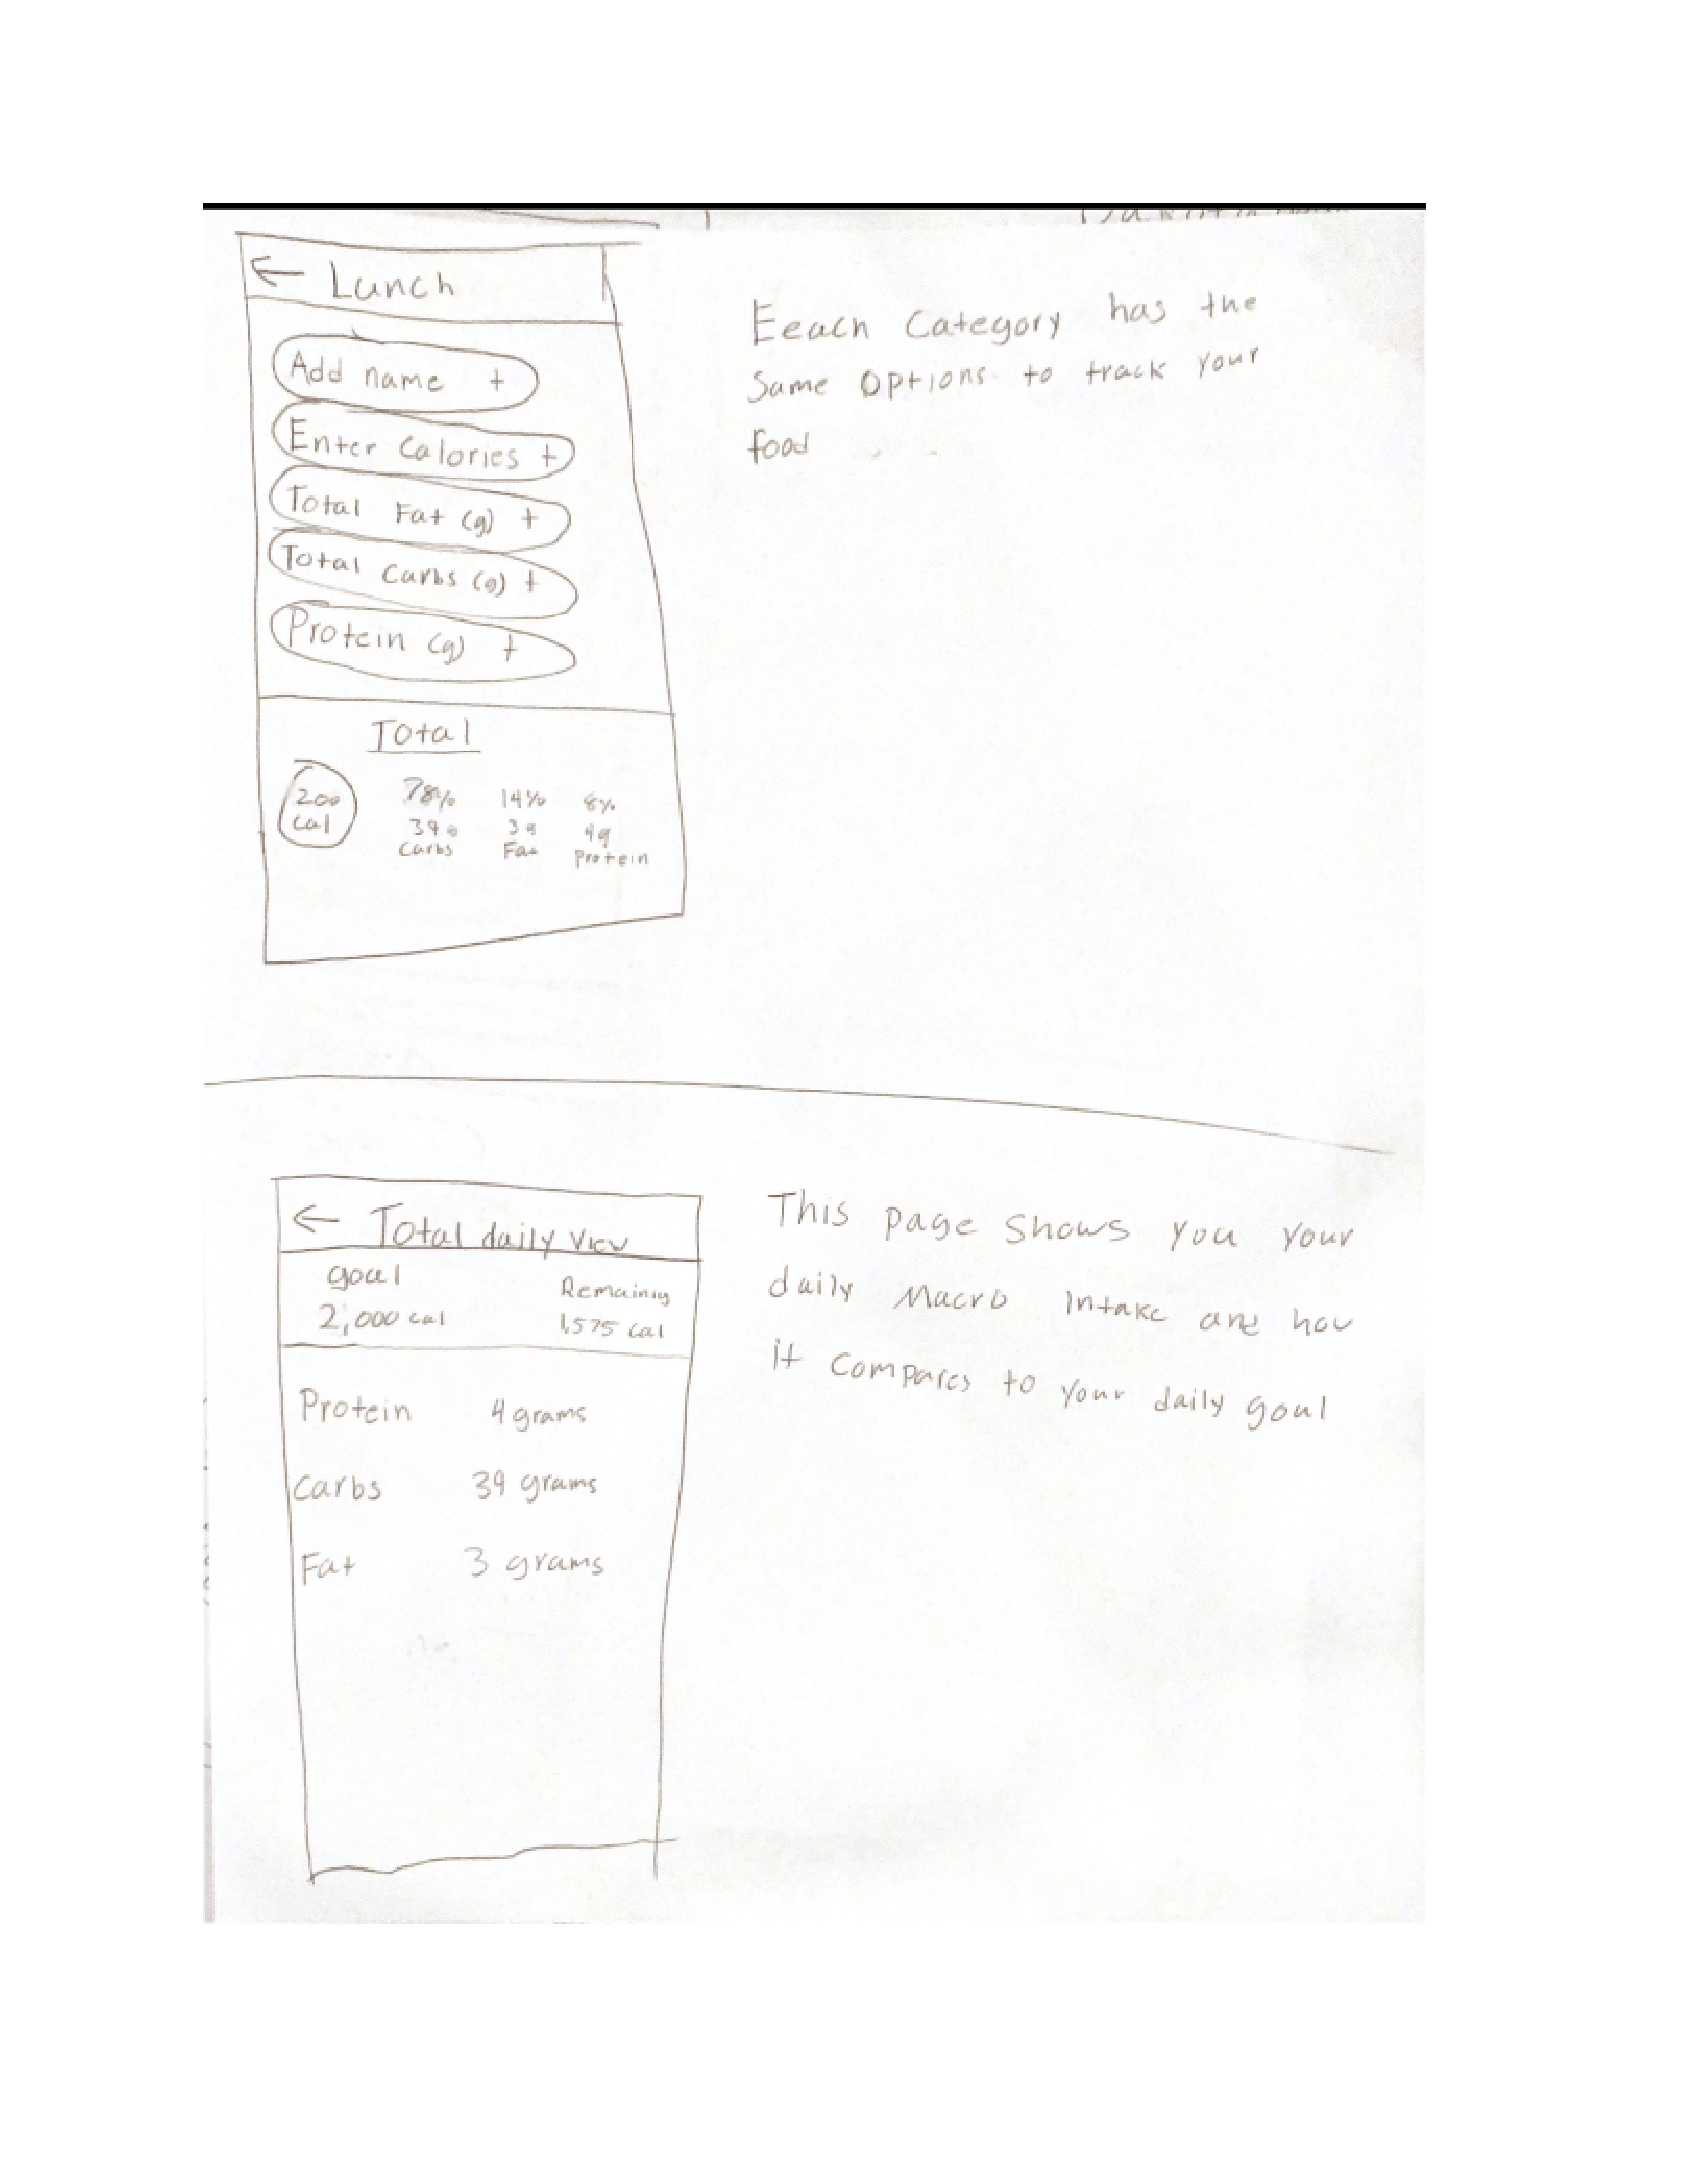 ← Lunch
Add name +
Enter Calories +
Total Fat (g) +
Total Carbs (g) +
Protein (g) +
Total
200 78% 14% 8%
cal 39g 3g 4g
Carbs Fat Protein
Eeach Category has the
Same Options to track your
food
← Total daily View
goal Remaining
2,000 cal 1,575 cal
Protein 4 grams
Carbs 39 grams
Fat 3 grams
This page shows you your
daily Macro Intake and how
it compares to your daily goal